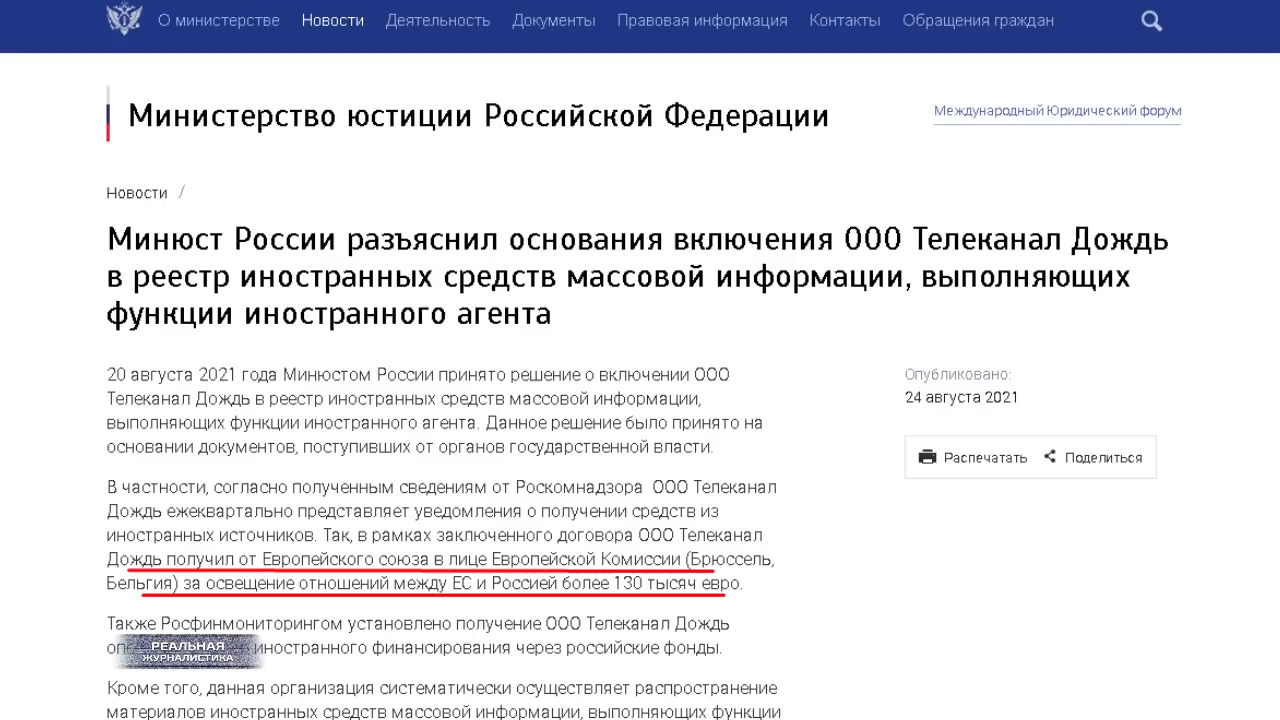 О министерстве Новости Деятельность Документы Правовая информация Контакты Обращения граждан
Министерство юстиции Российской Федерации
Международный Юридический форум
Новости /
Минюст России разъяснил основания включения ООО Телеканал Дождь
в реестр иностранных средств массовой информации, выполняющих
функции иностранного агента
20 августа 2021 года Минюстом России принято решение о включении ООО
Телеканал Дождь в реестр иностранных средств массовой информации,
выполняющих функции иностранного агента. Данное решение было принято на
основании документов, поступивших от органов государственной власти.
Опубликовано:
24 августа 2021
Распечатать Поделиться
В частности, согласно полученным сведениям от Роскомнадзора ООО Телеканал
Дождь ежеквартально представляет уведомления о получении средств из
иностранных источников. Так, в рамках заключенного договора ООО Телеканал
Дождь получил от Европейского союза в лице Европейской Комиссии (Брюссель,
Бельгия) за освещение отношений между ЕС и Россией более 130 тысяч евро.
Также Росфинмониторингом установлено получение ООО Телеканал Дождь
иностранного финансирования через российские фонды.
РЕАЛЬНАЯ
ЖУРНАЛИСТИКА
Кроме того, данная организация систематически осуществляет распространение
материалов иностранных средств массовой информации, выполняющих функции